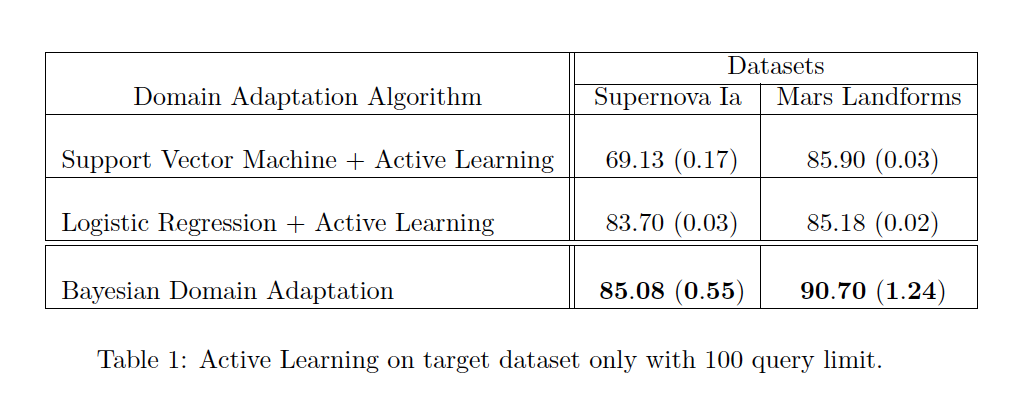 Datasets
Domain Adaptation Algorithm Supernova Ia Mars Landforms
Support Vector Machine + Active Learning 69.13 (0.17) 85.90 (0.03)
Logistic Regression + Active Learning 83.70 (0.03) 85.18 (0.02)
Bayesian Domain Adaptation 85.08 (0.55) 90.70 (1.24)
Table 1: Active Learning on target dataset only with 100 query limit.